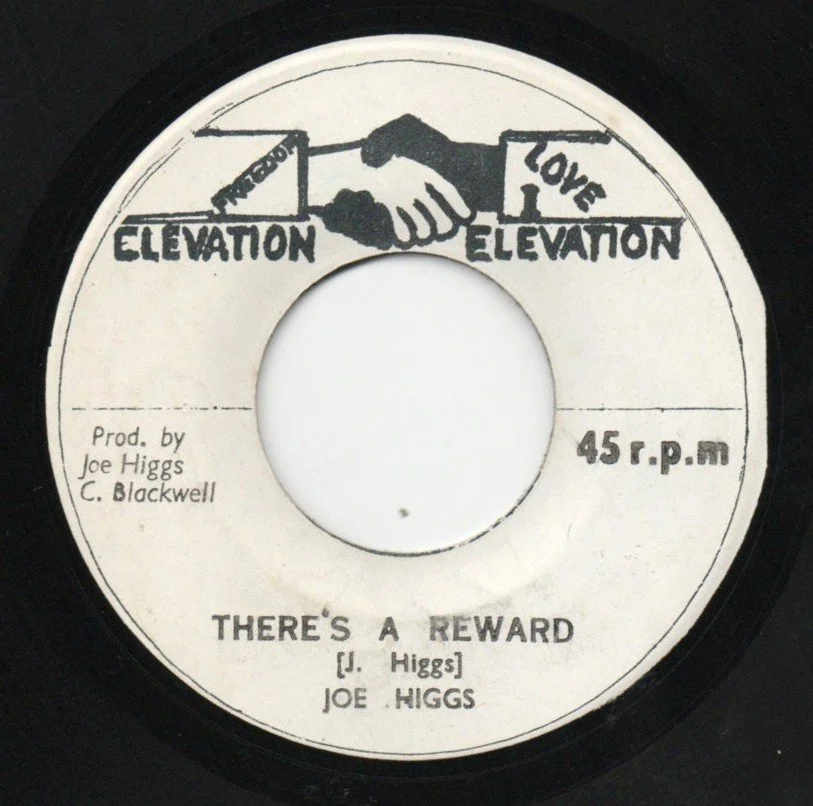 FREEDOM
LOVE
ELEVATION ELEVATION
Prod. by
Joe Higgs
C. Blackwell
45 r.p.m
THERE'S A REWARD
[J. Higgs]
JOE HIGGS